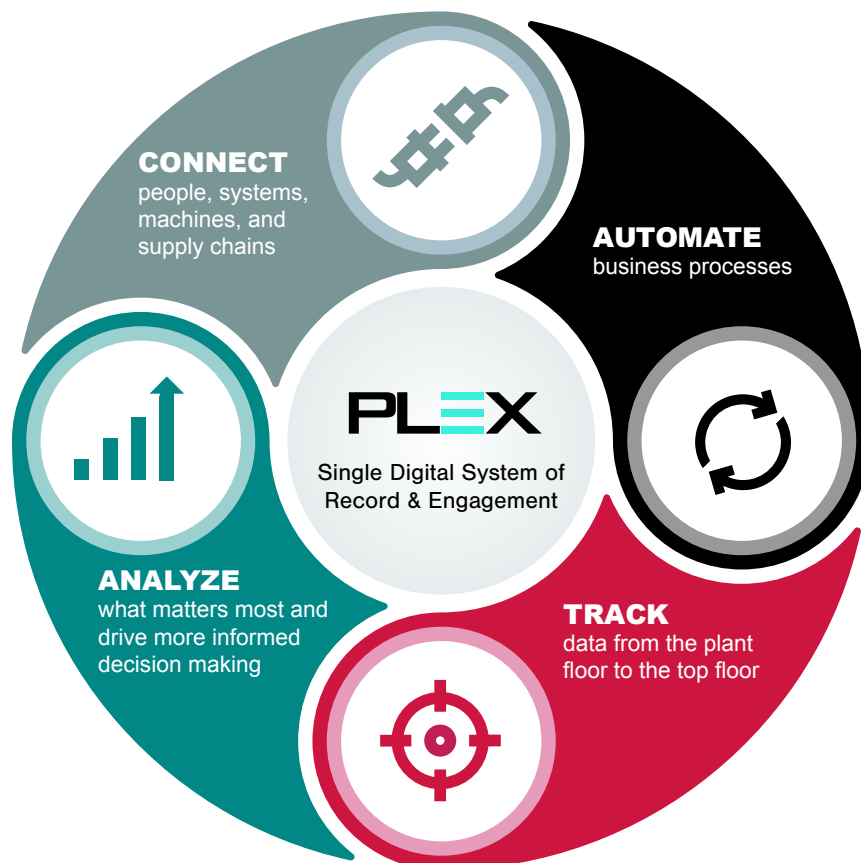 CONNECT
people, systems,
machines, and
supply chains
AUTOMATE
business processes
PLEX
Single Digital System of
Record & Engagement
ANALYZE
what matters most and
drive more informed
decision making
TRACK
data from the plant
floor to the top floor